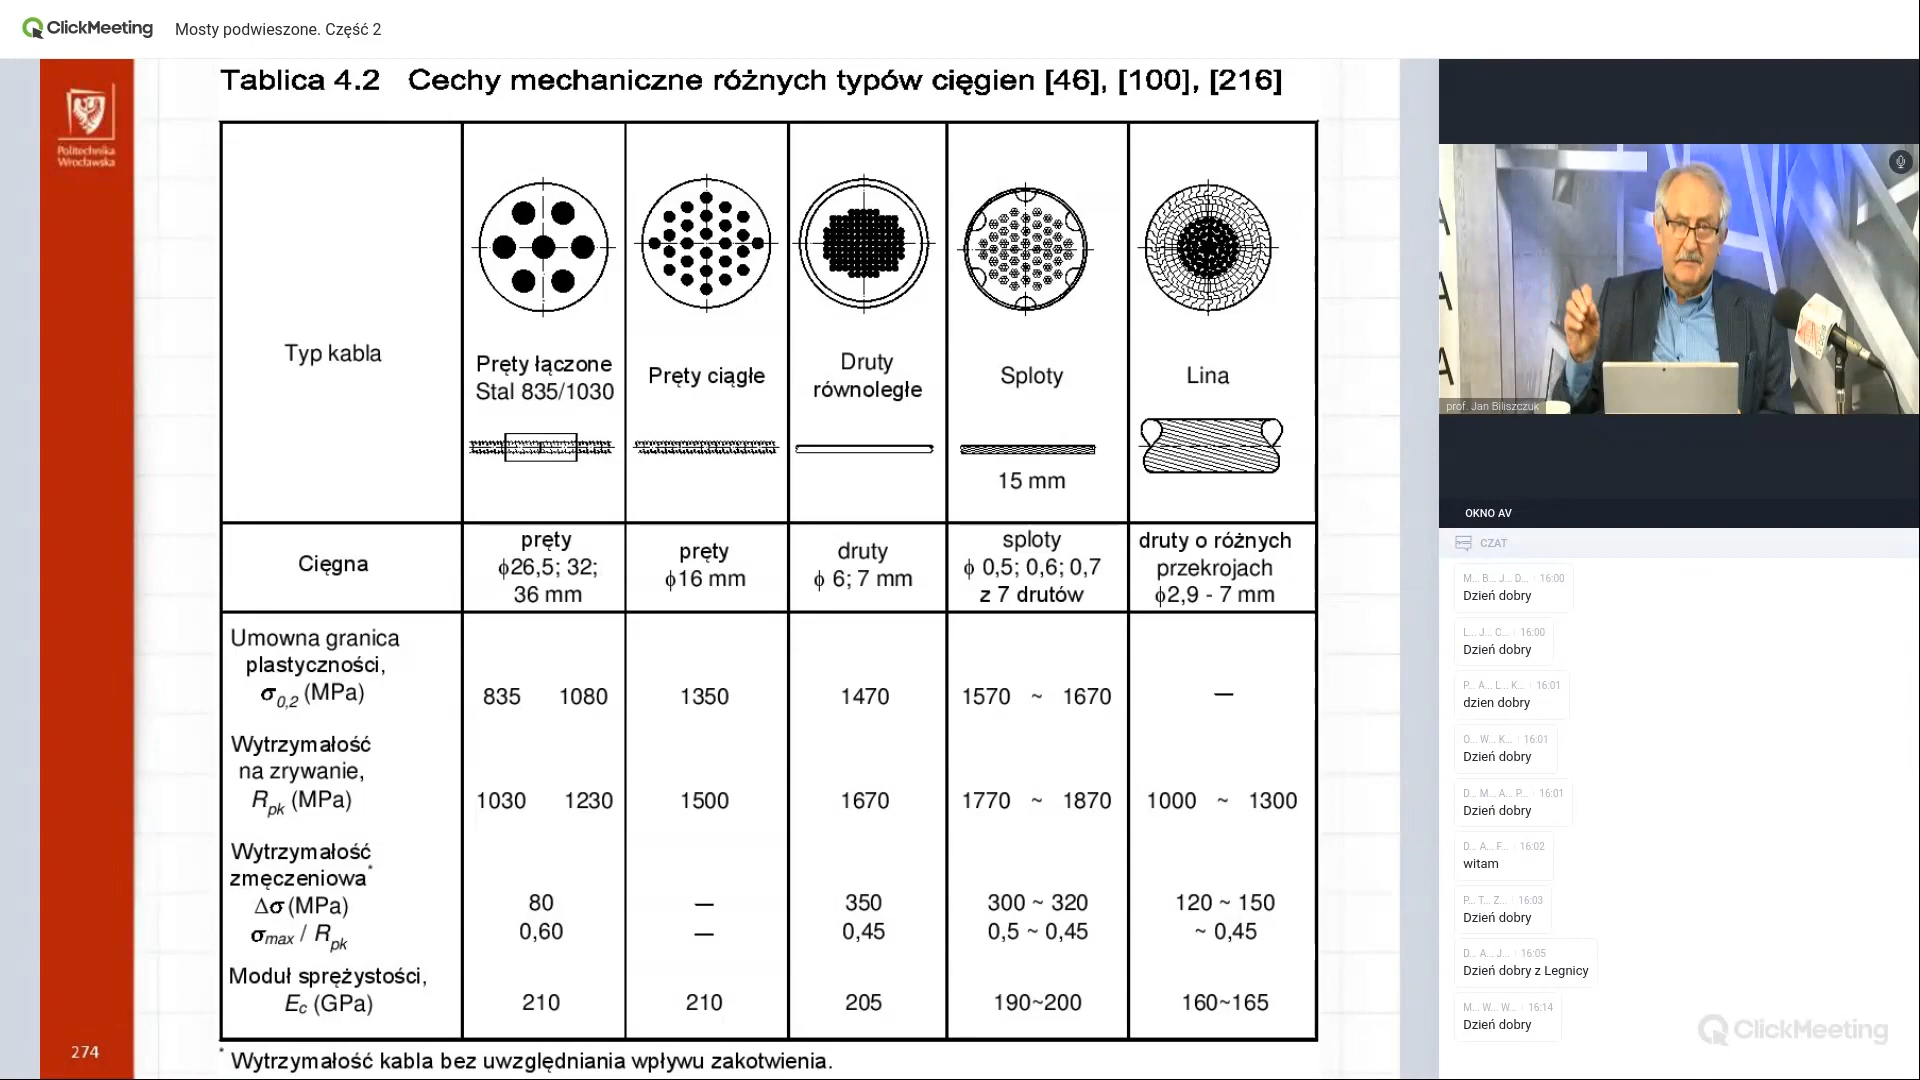 ClickMeeting
Mosty podwieszone. Część 2
Politechnika
Wrocławska
Tablica 4.2 Cechy mechaniczne różnych typów cięgien [46], [100], [216]
Typ kabla
Pręty łączone
Stal 835/1030
Pręty ciągłe
Druty
równoległe
Sploty
15 mm
Lina
Cięgna
pręty
ϕ26,5; 32;
36 mm
pręty
ϕ16 mm
druty
ϕ 6; 7 mm
sploty
ϕ 0,5; 0,6; 0,7
z 7 drutów
druty o różnych
przekrojach
ϕ2,9 - 7 mm
Umowna granica
plastyczności,
σ0,2 (MPa) 835 1080 1350 1470 1570 ~ 1670 —
Wytrzymałość
na zrywanie,
Rpk (MPa) 1030 1230 1500 1670 1770 ~ 1870 1000 ~ 1300
Wytrzymałość
zmęczeniowa*
Δσ (MPa) 80 — 350 300 ~ 320 120 ~ 150
σmax / Rpk 0,60 — 0,45 0,5 ~ 0,45 ~ 0,45
Moduł sprężystości,
Ec (GPa) 210 210 205 190~200 160~165
* Wytrzymałość kabla bez uwzględniania wpływu zakotwienia.
274
prof. Jan Biliszczuk
OKNO AV
CZAT
M... B... J... D... 16:00
Dzień dobry
L... J... C... 16:00
Dzień dobry
P... A... L... K... 16:01
dzien dobry
O... W... K... 16:01
Dzień dobry
D... M... A... P... 16:01
Dzień dobry
D... A... F... 16:02
witam
P... T... Z... 16:03
Dzień dobry
D... A... J... 16:05
Dzień dobry z Legnicy
M... W... W... 16:14
Dzień dobry
ClickMeeting